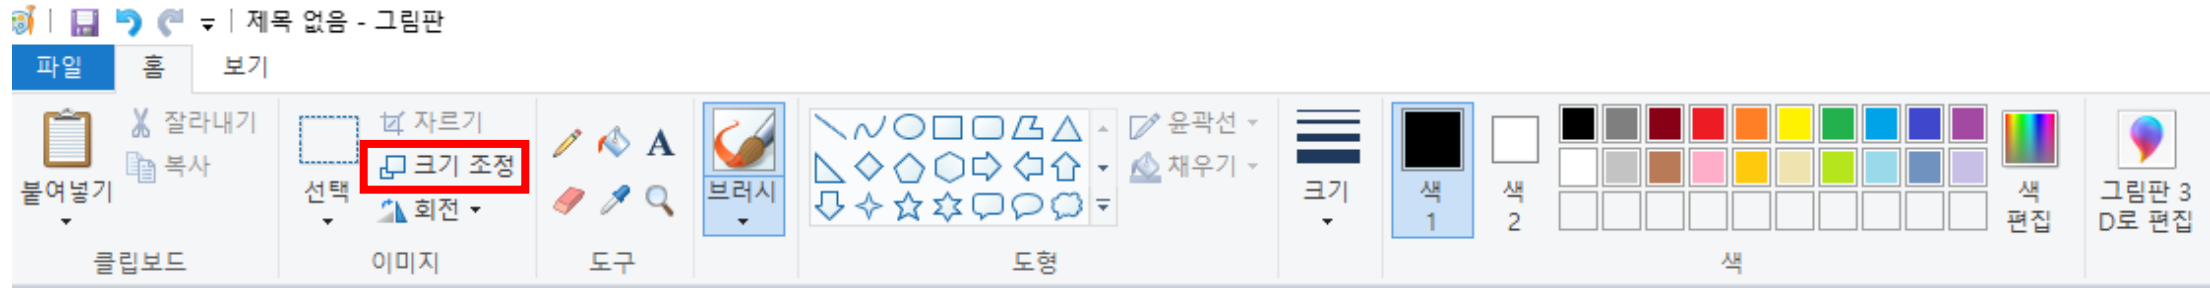 제목 없음 - 그림판
파일
홈
보기
붙여넣기
잘라내기
복사
클립보드
선택
자르기
크기 조정
회전
이미지
A
도구
브러시
윤곽선
채우기
도형
크기
색
1
색
2
색
편집
색
그림판 3
D로 편집